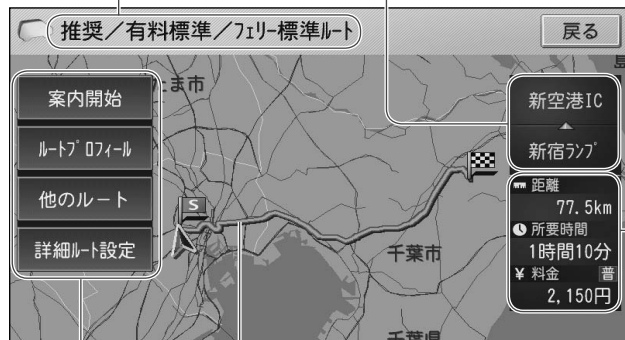 推奨／有料標準／フェリー標準ルート
戻る
たま市
案内開始
ルートプロフィール
他のルート
詳細ルート設定
S
新空港IC
新宿ランプ
距離
77.5km
所要時間
1時間10分
¥ 料金 普
2,150円
千葉市
千葉県
島